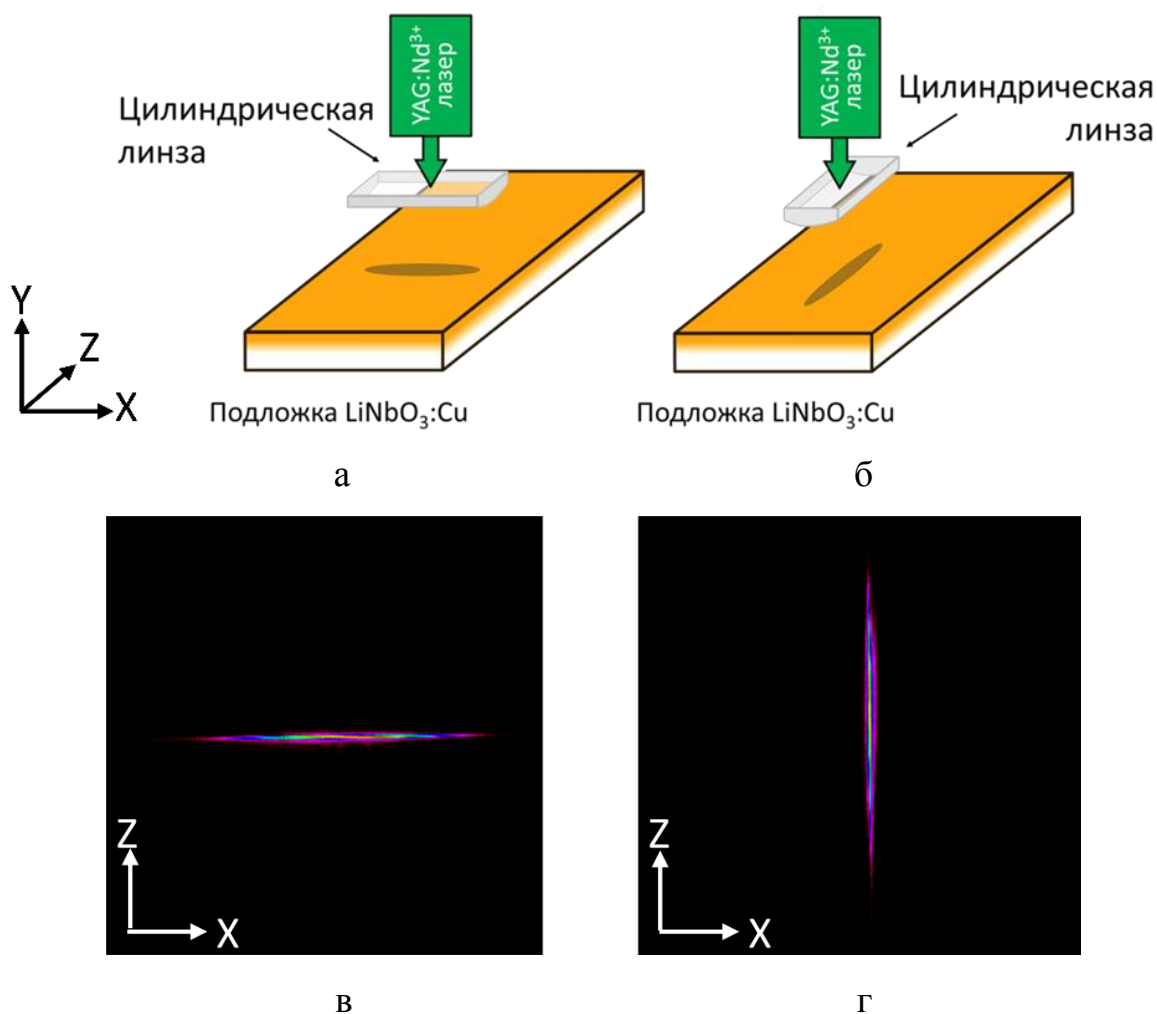 YAG:Nd³⁺
лазер
Цилиндрическая
линза
YAG:Nd³⁺
лазер
Цилиндрическая
линза
Y
Z
X
Подложка LiNbO₃:Cu
Подложка LiNbO₃:Cu
а
б
Z
X
Z
X
в
г